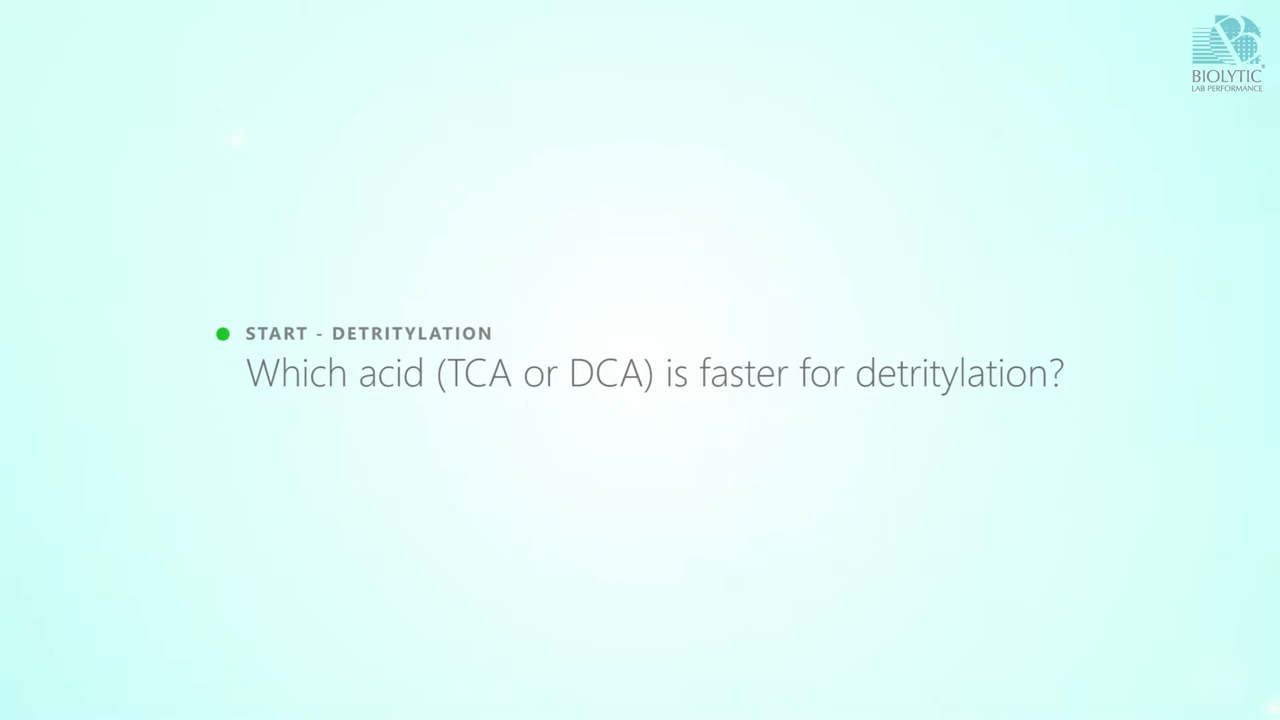 BIOLYTIC®
LAB PERFORMANCE
START - DETRITYLATION
Which acid (TCA or DCA) is faster for detritylation?